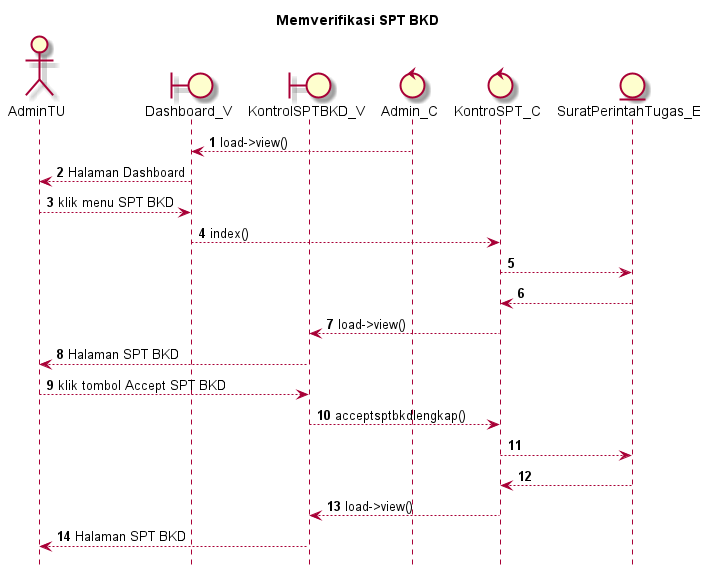 Memverifikasi SPT BKD
AdminTU
Dashboard_V
KontrolSPTBKD_V
Admin_C
KontroSPT_C
SuratPerintahTugas_E
1 load->view()
2 Halaman Dashboard
3 klik menu SPT BKD
4 index()
5
6
7 load->view()
8 Halaman SPT BKD
9 klik tombol Accept SPT BKD
10 acceptsptbkdlengkap()
11
12
13 load->view()
14 Halaman SPT BKD